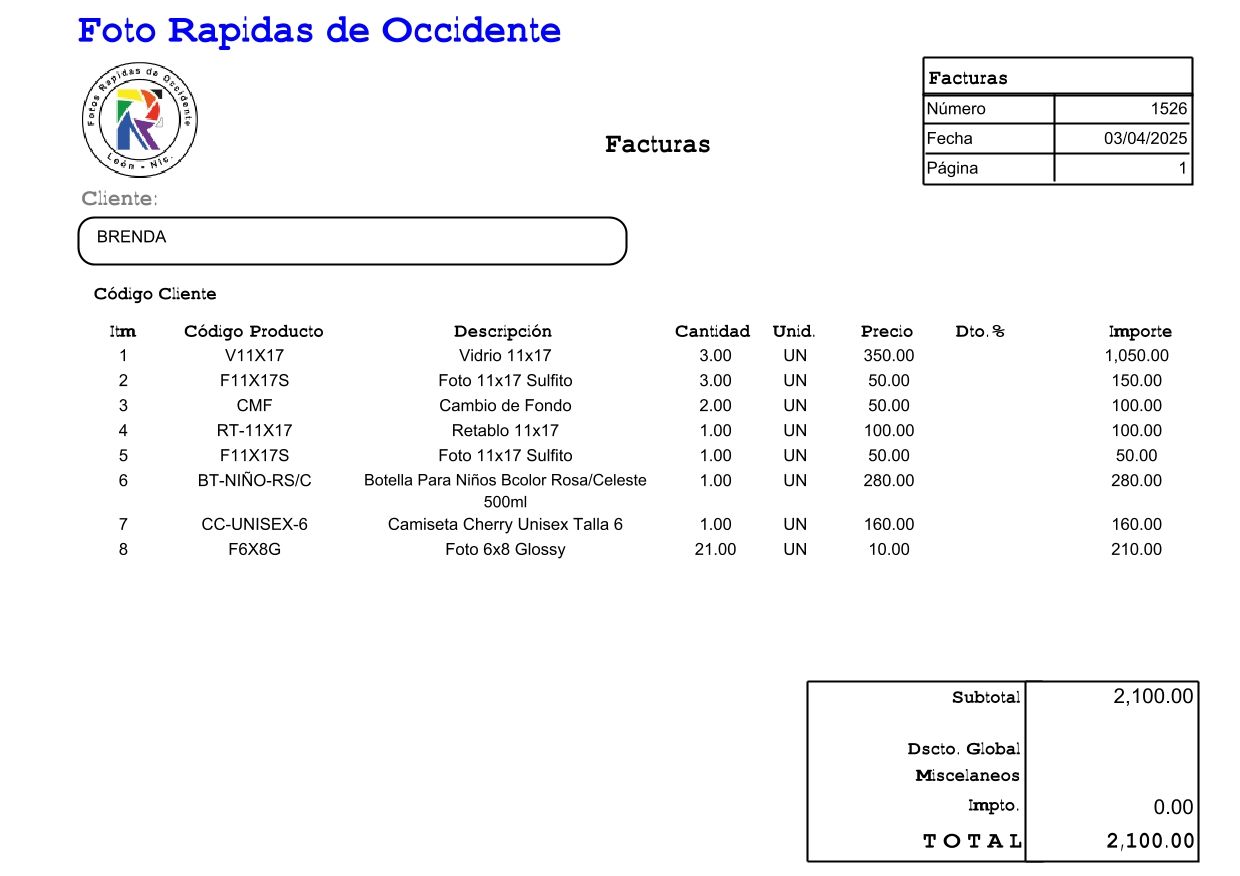 Foto Rapidas de Occidente
Fotos Rapidas de Occidente
León - Nic.
Facturas
Número 1526
Fecha 03/04/2025
Página 1
Facturas
Cliente:
BRENDA
Código Cliente
Itm Código Producto Descripción Cantidad Unid. Precio Dto.% Importe
1 V11X17 Vidrio 11x17 3.00 UN 350.00 1,050.00
2 F11X17S Foto 11x17 Sulfito 3.00 UN 50.00 150.00
3 CMF Cambio de Fondo 2.00 UN 50.00 100.00
4 RT-11X17 Retablo 11x17 1.00 UN 100.00 100.00
5 F11X17S Foto 11x17 Sulfito 1.00 UN 50.00 50.00
6 BT-NIÑO-RS/C Botella Para Niños Bcolor Rosa/Celeste 1.00 UN 280.00 280.00
500ml
7 CC-UNISEX-6 Camiseta Cherry Unisex Talla 6 1.00 UN 160.00 160.00
8 F6X8G Foto 6x8 Glossy 21.00 UN 10.00 210.00
Subtotal 2,100.00
Dscto. Global
Miscelaneos
Impto. 0.00
TOTAL 2,100.00